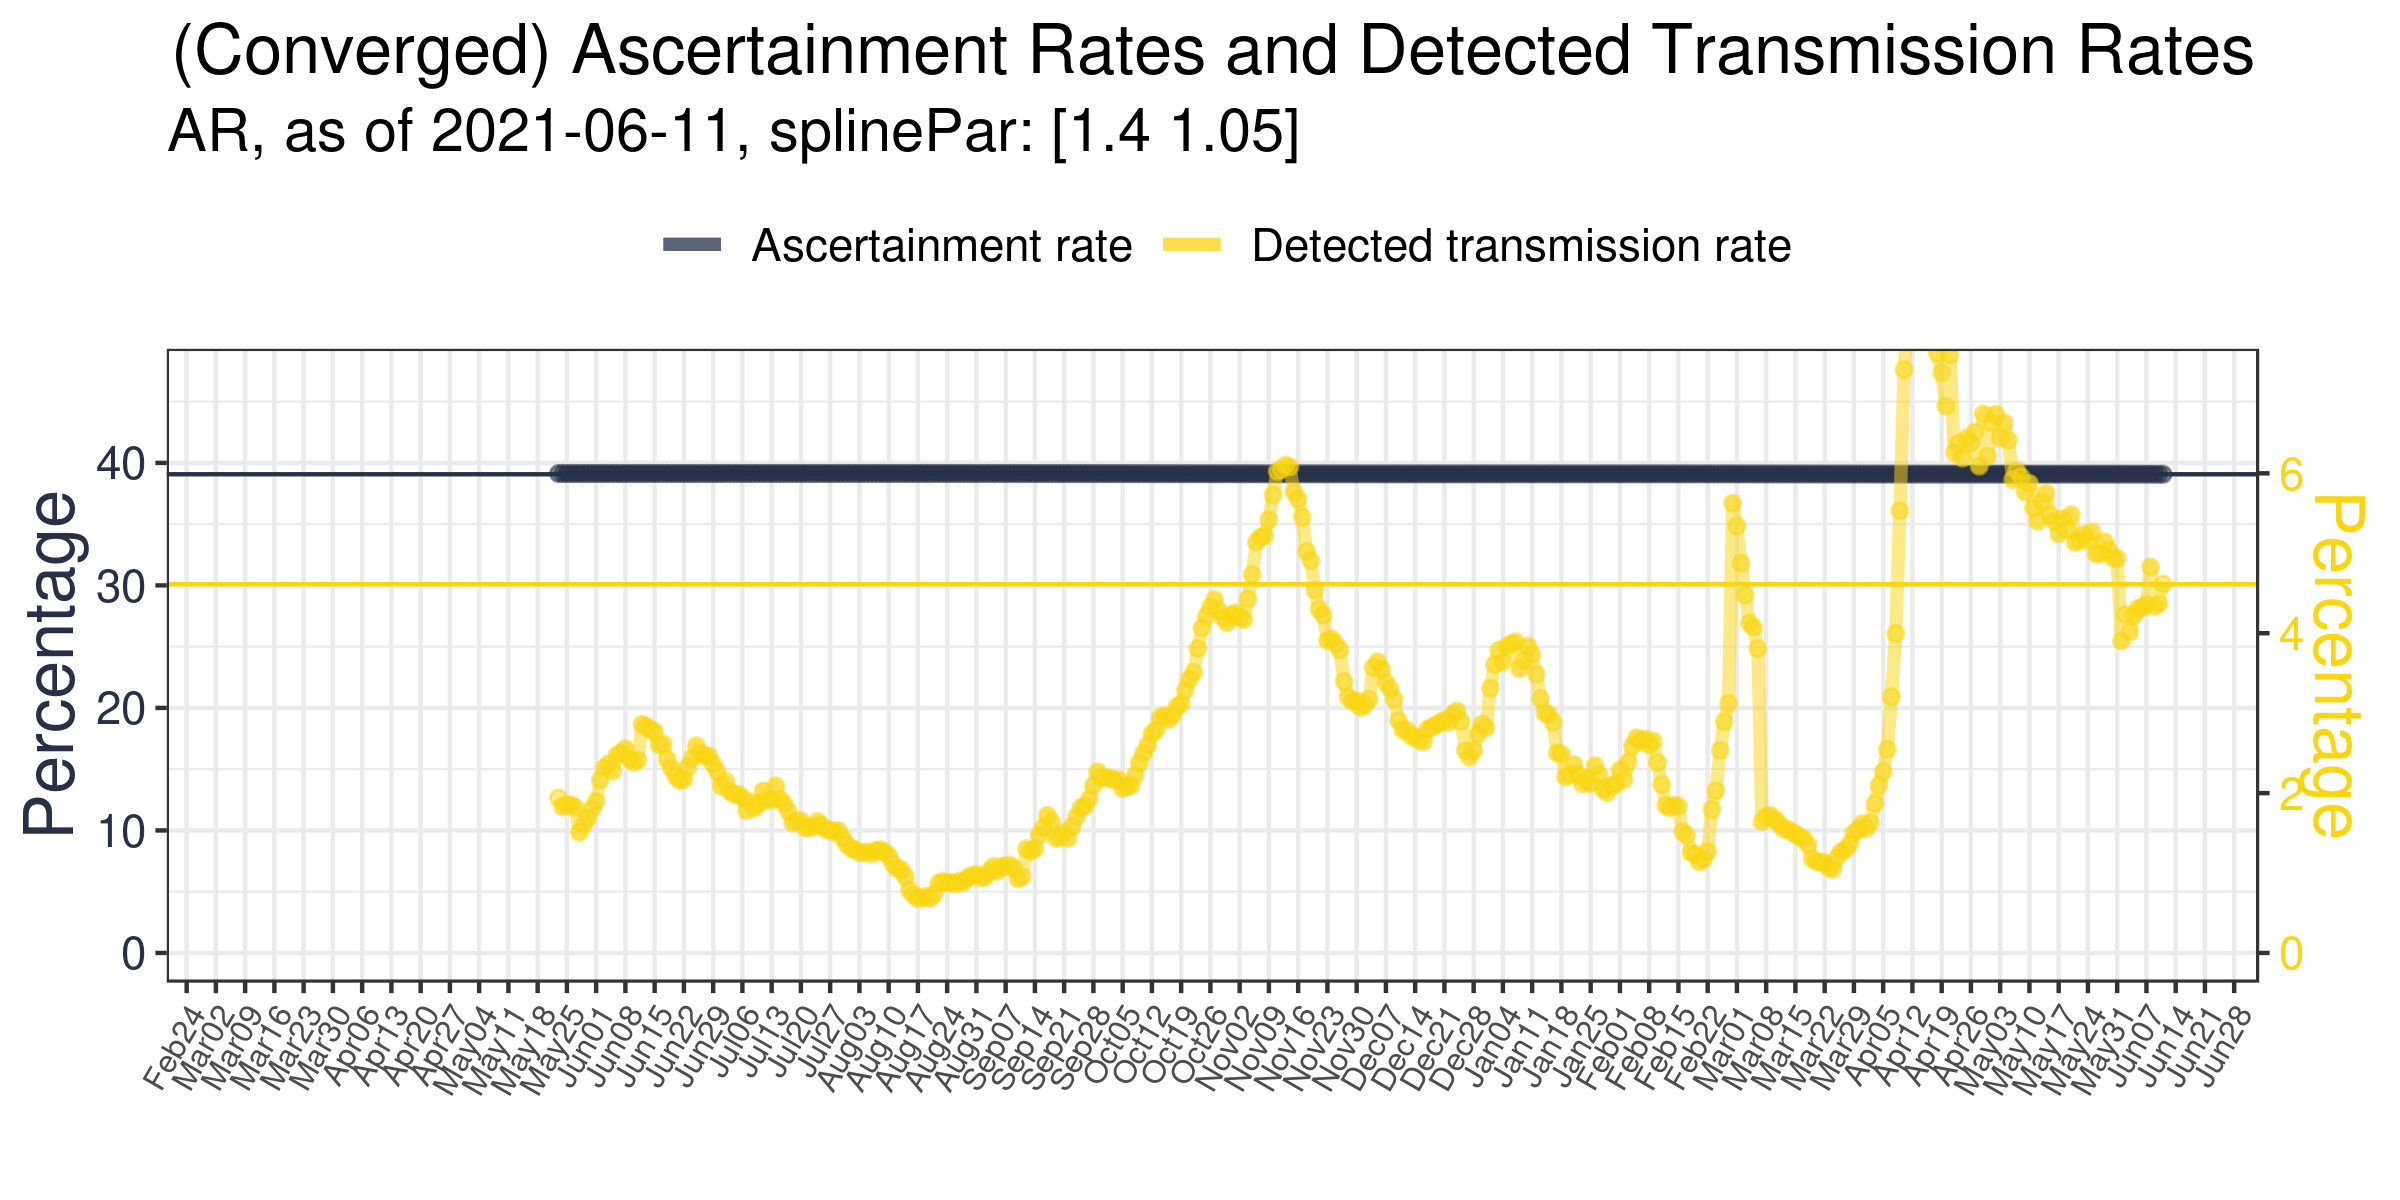 (Converged) Ascertainment Rates and Detected Transmission Rates
AR, as of 2021-06-11, splinePar: [1.4 1.05]
Ascertainment rate
Detected transmission rate
Percentage
40
30
20
10
0
6
4
2
0
Percentage
Feb24
Mar02
Mar09
Mar16
Mar23
Mar30
Apr06
Apr13
Apr20
Apr27
May04
May11
May18
May25
Jun01
Jun08
Jun15
Jun22
Jun29
Jul06
Jul13
Jul20
Jul27
Aug03
Aug10
Aug17
Aug24
Aug31
Sep07
Sep14
Sep21
Sep28
Oct05
Oct12
Oct19
Oct26
Nov02
Nov09
Nov16
Nov23
Nov30
Dec07
Dec14
Dec21
Dec28
Jan04
Jan11
Jan18
Jan25
Feb01
Feb08
Feb15
Feb22
Mar01
Mar08
Mar15
Mar22
Mar29
Apr05
Apr12
Apr19
Apr26
May03
May10
May17
May24
May31
Jun07
Jun14
Jun21
Jun28